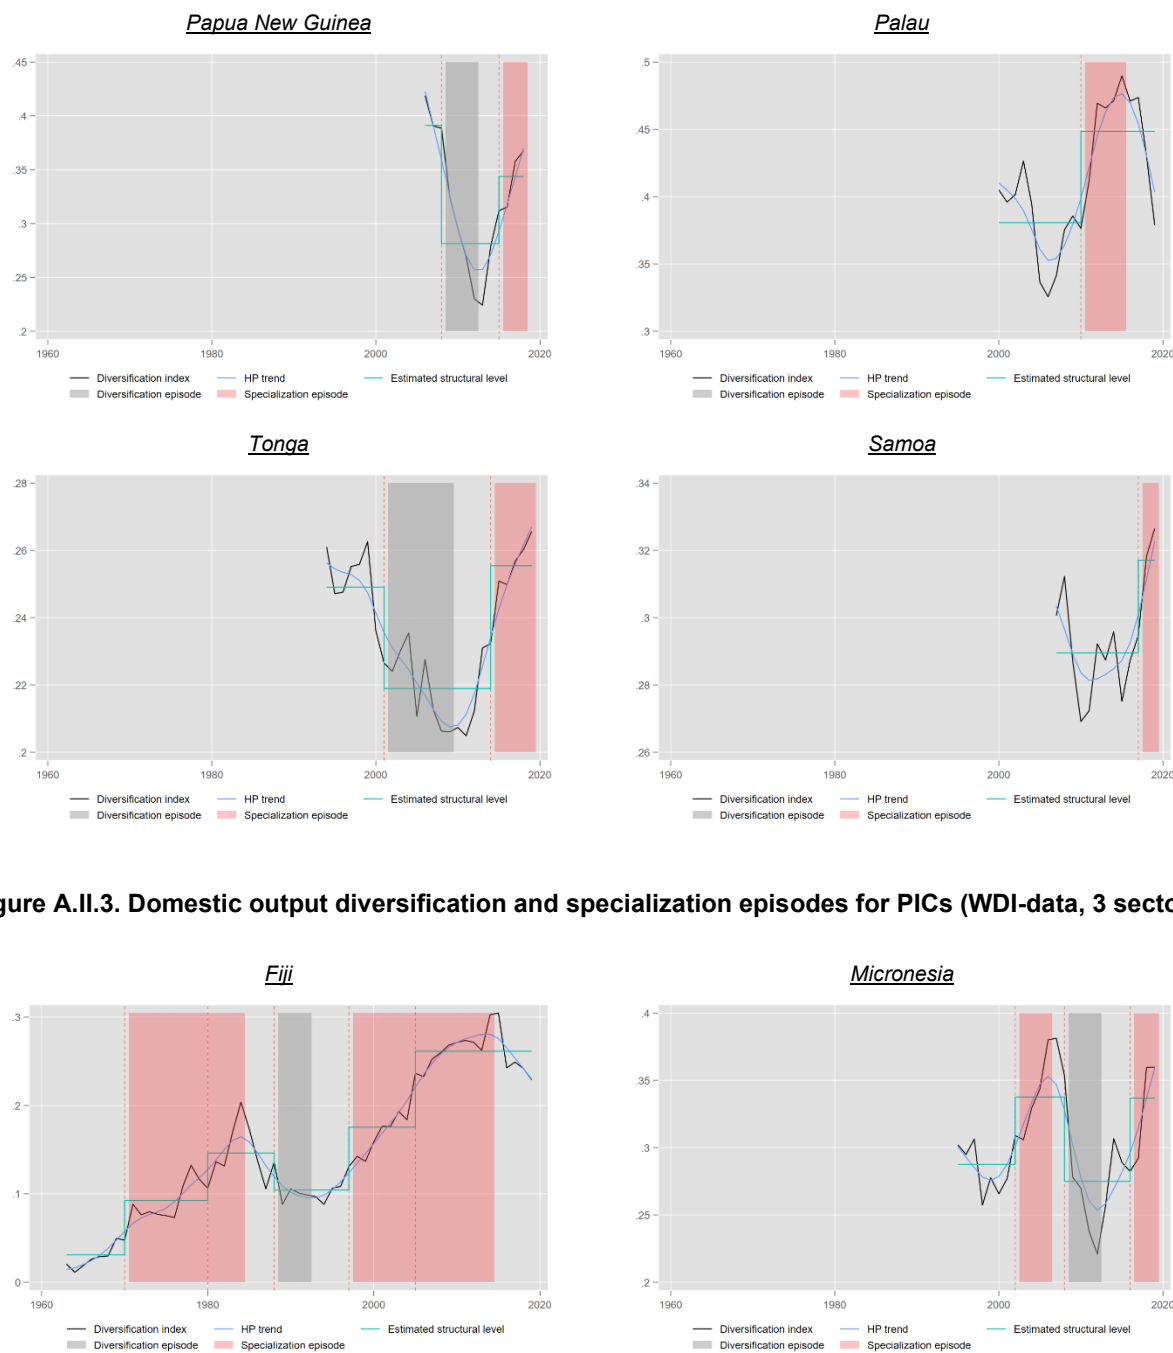 Papua New Guinea
.45
.4
.35
.3
.25
.2
1960 1980 2000 2020
Diversification index HP trend Estimated structural level
Diversification episode Specialization episode
Palau
.5
.45
.4
.35
.3
1960 1980 2000 2020
Diversification index HP trend Estimated structural level
Diversification episode Specialization episode
Tonga
.28
.26
.24
.22
.2
1960 1980 2000 2020
Diversification index HP trend Estimated structural level
Diversification episode Specialization episode
Samoa
.34
.32
.3
.28
.26
1960 1980 2000 2020
Diversification index HP trend Estimated structural level
Diversification episode Specialization episode
gure A.II.3. Domestic output diversification and specialization episodes for PICs (WDI-data, 3 secto
Fiji
.3
.2
.1
0
1960 1980 2000 2020
Diversification index HP trend Estimated structural level
Diversification episode Specialization episode
Micronesia
.4
.35
.3
.25
.2
1960 1980 2000 2020
Diversification index HP trend Estimated structural level
Diversification episode Specialization episode